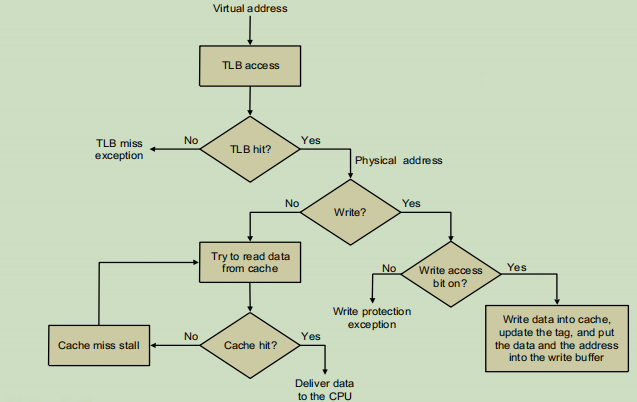 Virtual address
TLB access
TLB miss
exception
No
TLB hit?
Yes
Physical address
No
Write?
Yes
Try to read data
from cache
No
Write access
bit on?
Yes
Write protection
exception
Write data into cache,
update the tag, and put
the data and the address
into the write buffer
Cache miss stall
No
Cache hit?
Yes
Deliver data
to the CPU